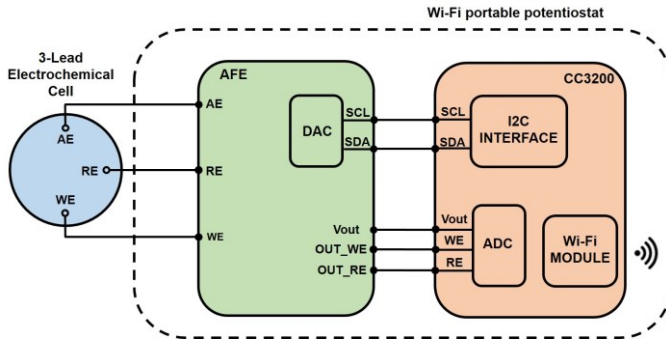 Wi-Fi portable potentiostat
3-Lead
Electrochemical
Cell
AE
RE
WE
AFE
AE
RE
WE
DAC
SCL
SDA
Vout
OUT_WE
OUT_RE
CC3200
SCL
SDA
I2C
INTERFACE
Vout
WE
RE
ADC
Wi-Fi
MODULE